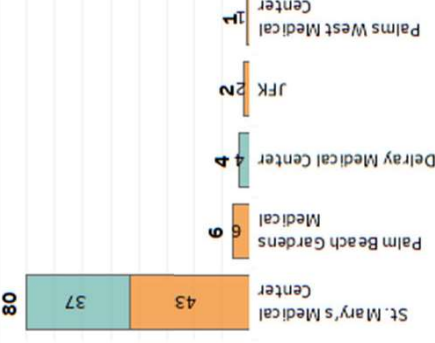 St. Mary's Medical
Center
43
37
80
Palm Beach Gardens
Medical
6
6
Delray Medical Center
4
4
JFK
2
2
Palms West Medical
Center
1
1